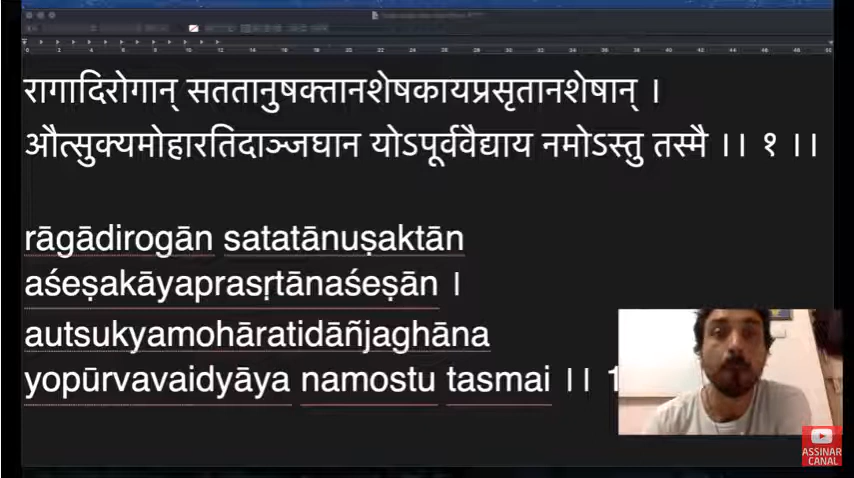 रागादिरोगान् सततानुषक्तानशेषकायप्रसृतानशेषान् ।
औत्सुक्यमोहारतिदाञ्जघान योऽपूर्ववैद्याय नमोऽस्तु तस्मै ।। १ ।।
rāgādirogān satatānuṣaktān
aśeṣakāyaprasṛtānaśeṣān |
autsukyamohāratidāñjaghāna
yopūrvavaidyāya namostu tasmai || 1
ASSINAR
CANAL